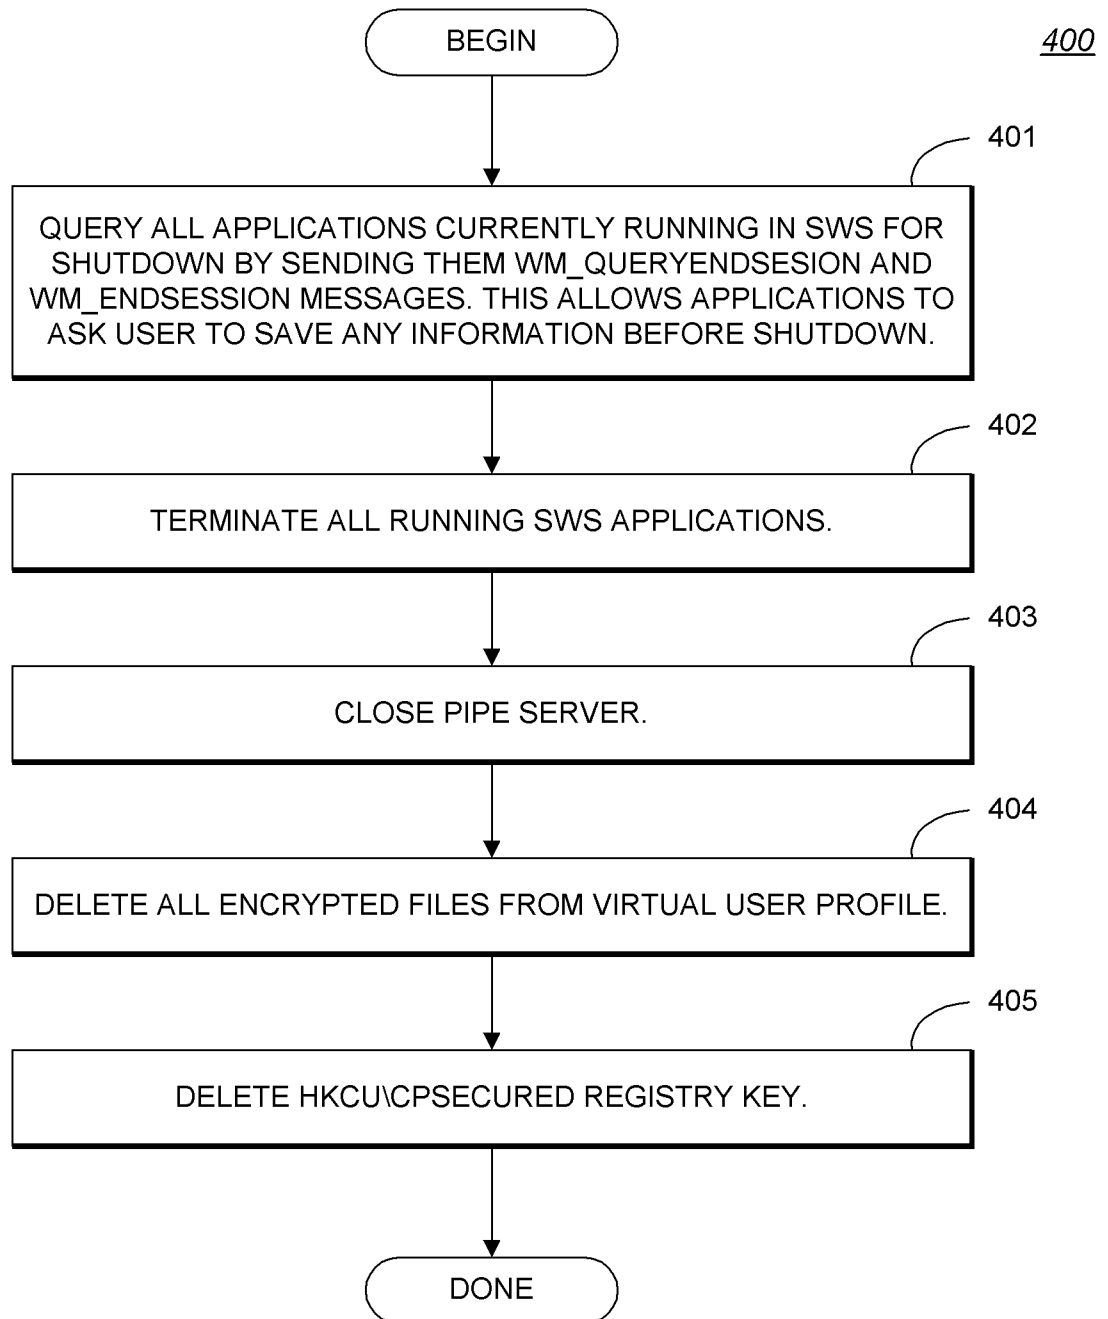 BEGIN
400
401
QUERY ALL APPLICATIONS CURRENTLY RUNNING IN SWS FOR
SHUTDOWN BY SENDING THEM WM_QUERYENDSESION AND
WM_ENDSESSION MESSAGES. THIS ALLOWS APPLICATIONS TO
ASK USER TO SAVE ANY INFORMATION BEFORE SHUTDOWN.
402
TERMINATE ALL RUNNING SWS APPLICATIONS.
403
CLOSE PIPE SERVER.
404
DELETE ALL ENCRYPTED FILES FROM VIRTUAL USER PROFILE.
405
DELETE HKCU\CPSECURED REGISTRY KEY.
DONE